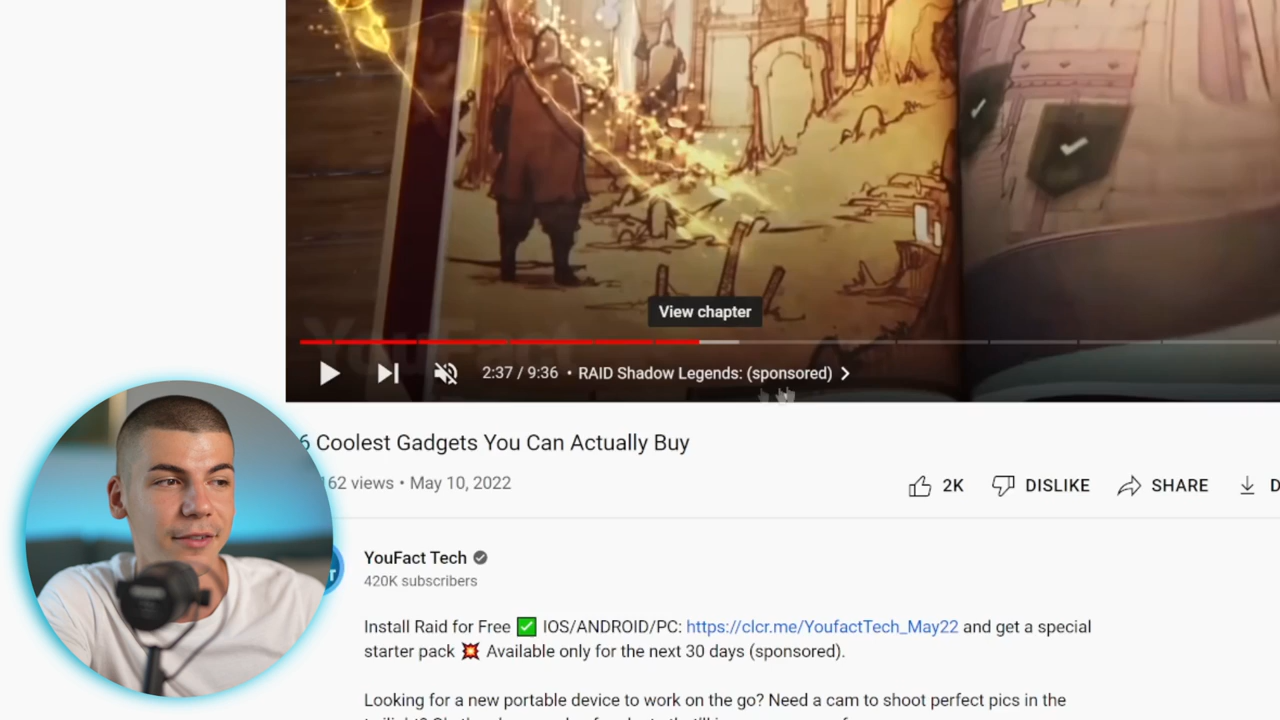 View chapter
YouFact
2:37 / 9:36 • RAID Shadow Legends: (sponsored)
6 Coolest Gadgets You Can Actually Buy
162 views • May 10, 2022
2K DISLIKE SHARE D
YouFact Tech
420K subscribers
Install Raid for Free ✅ IOS/ANDROID/PC: https://clcr.me/YoufactTech_May22 and get a special
starter pack 💥 Available only for the next 30 days (sponsored).
Looking for a new portable device to work on the go? Need a cam to shoot perfect pics in the